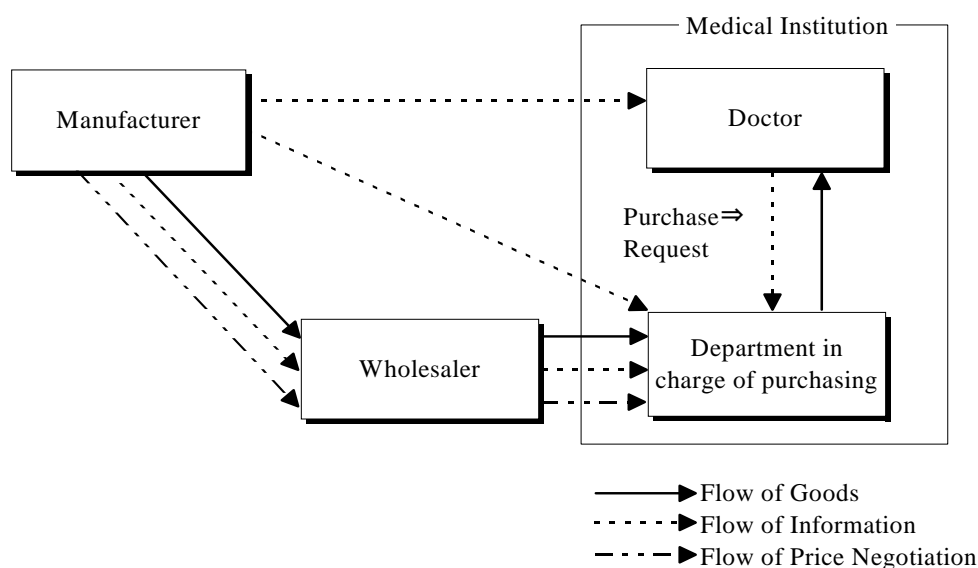 Medical Institution
Manufacturer
Doctor
Purchase⇒
Request
Wholesaler
Department in
charge of purchasing
Flow of Goods
Flow of Information
Flow of Price Negotiation